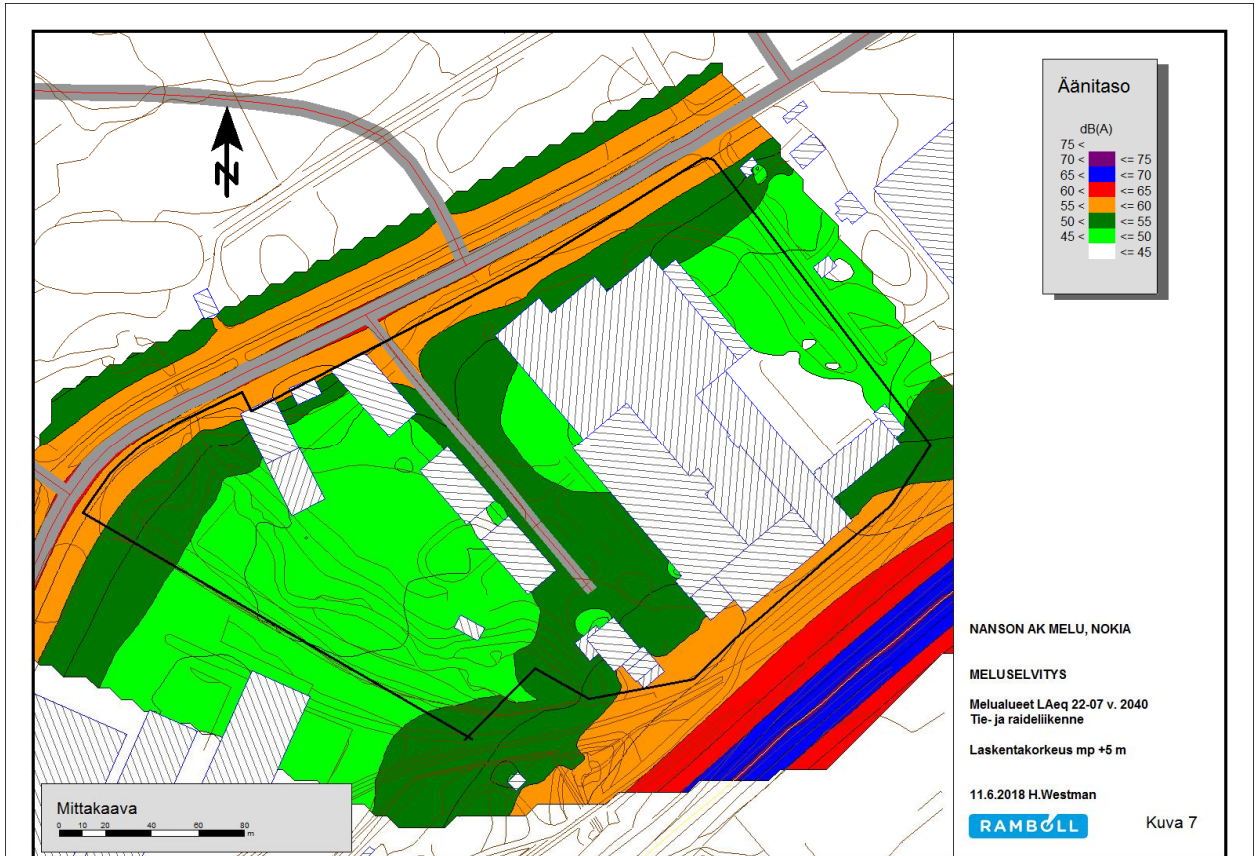 N
Äänitaso
dB(A)
75 <
70 < <= 75
65 < <= 70
60 < <= 65
55 < <= 60
50 < <= 55
45 < <= 50
<= 45
NANSON AK MELU, NOKIA
MELUSELVITYS
Melualueet LAeq 22-07 v. 2040
Tie- ja raideliikenne
Laskentakorkeus mp +5 m
11.6.2018 H.Westman
RAMBOLL
Kuva 7
Mittakaava
0 10 20 40 60 80
m